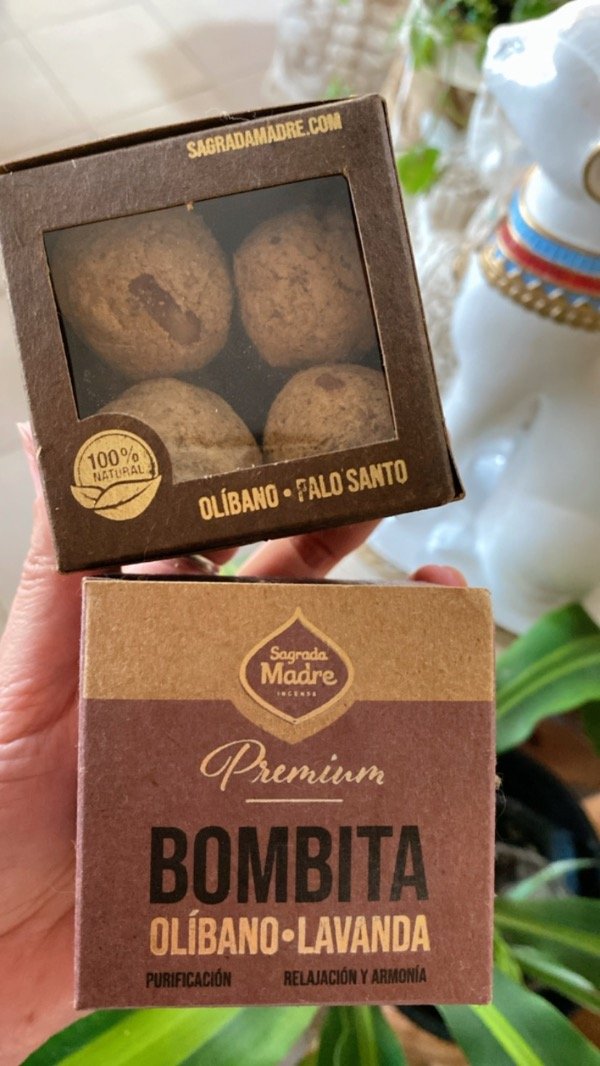 SAGRADAMADRE.COM
100%
NATURAL
OLÍBANO • PALO SANTO
Sagrada
Madre
INCENSE
Premium
BOMBITA
OLÍBANO•LAVANDA
PURIFICACIÓN RELAJACIÓN Y ARMONÍA